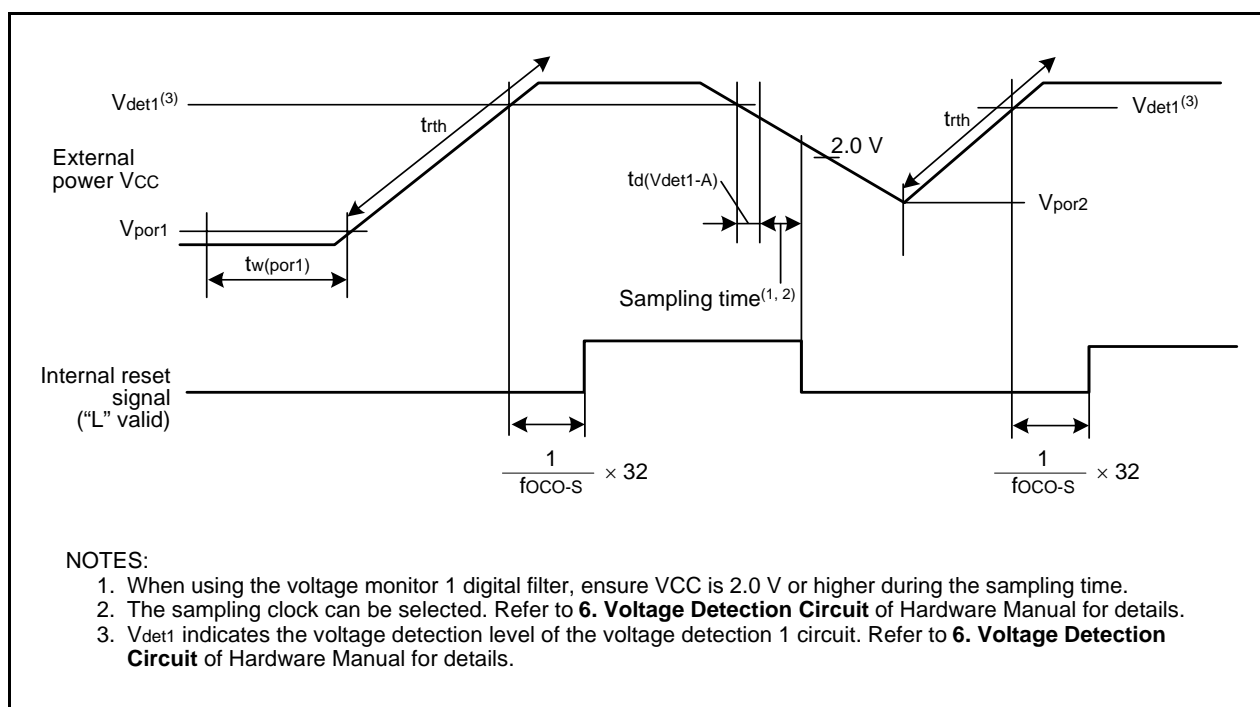 Vdet1(3)
trth
External
power VCC
Vpor1
tw(por1)
td(Vdet1-A)
Sampling time(1, 2)
2.0 V
trth
Vdet1(3)
Vpor2
Internal reset
signal
(“L” valid)
1
fOCO-S
× 32
1
fOCO-S
× 32
NOTES:
1. When using the voltage monitor 1 digital filter, ensure VCC is 2.0 V or higher during the sampling time.
2. The sampling clock can be selected. Refer to 6. Voltage Detection Circuit of Hardware Manual for details.
3. Vdet1 indicates the voltage detection level of the voltage detection 1 circuit. Refer to 6. Voltage Detection
Circuit of Hardware Manual for details.